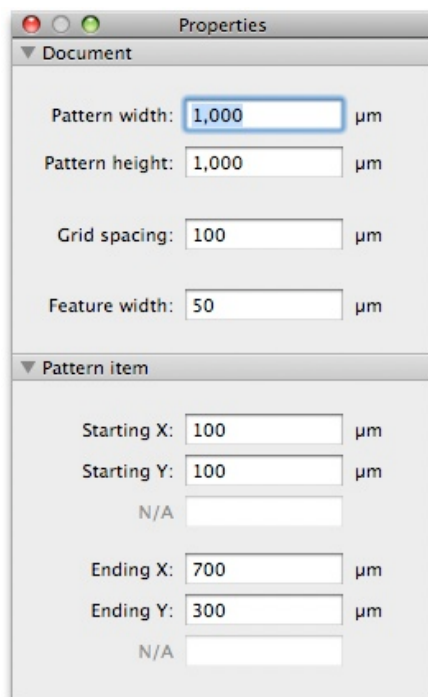 Properties
Document
Pattern width: 1,000 µm
Pattern height: 1,000 µm
Grid spacing: 100 µm
Feature width: 50 µm
Pattern item
Starting X: 100 µm
Starting Y: 100 µm
N/A
Ending X: 700 µm
Ending Y: 300 µm
N/A